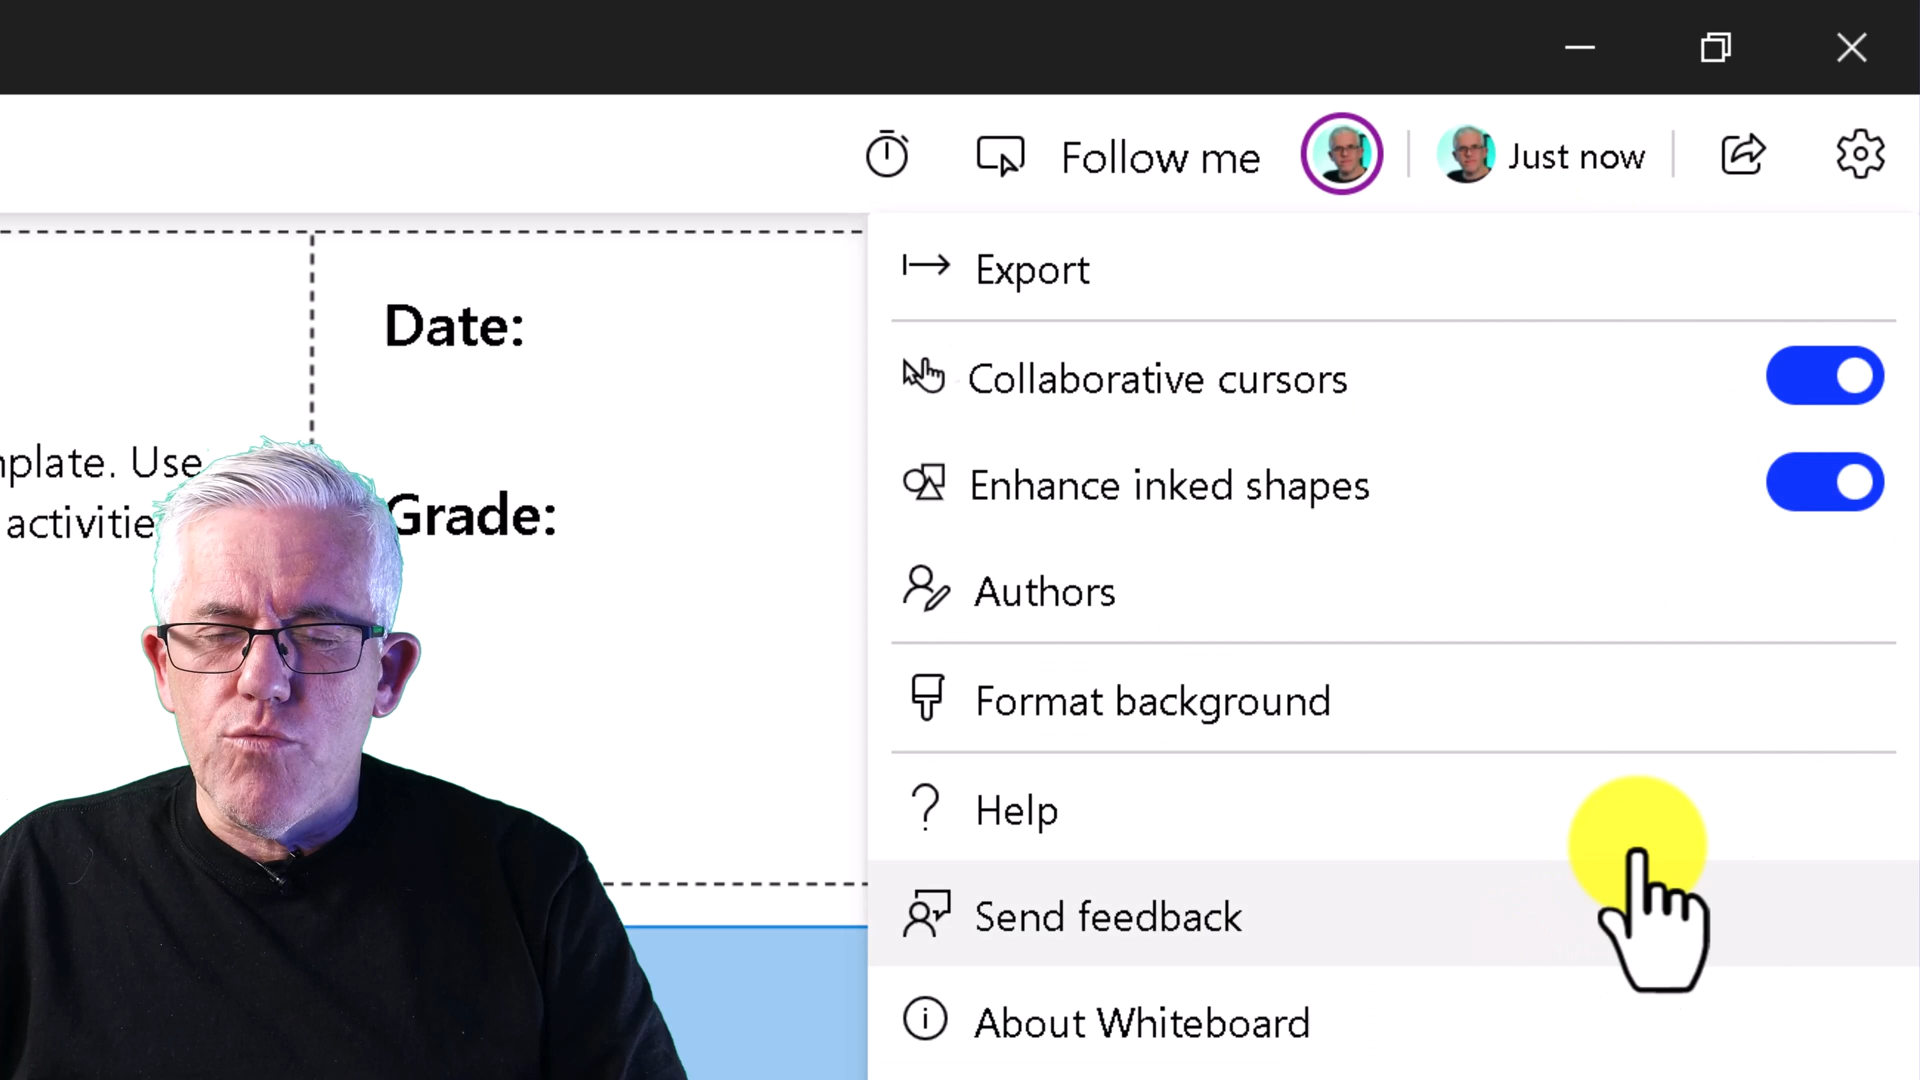 Follow me
Just now
Export
Date:
Collaborative cursors
Enhance inked shapes
plate. Use
activitie
Grade:
Authors
Format background
Help
Send feedback
About Whiteboard